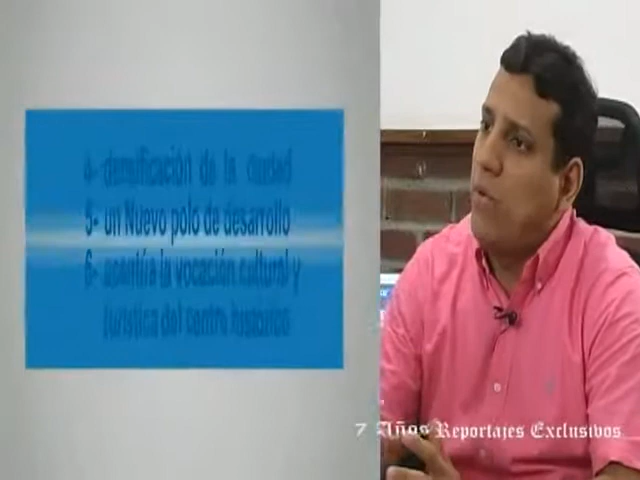 4- densificación de la ciudad
5- un Nuevo polo de desarrollo
6- la vocación cultural y
turística del centro histórico
7 Años Reportajes Exclusivos